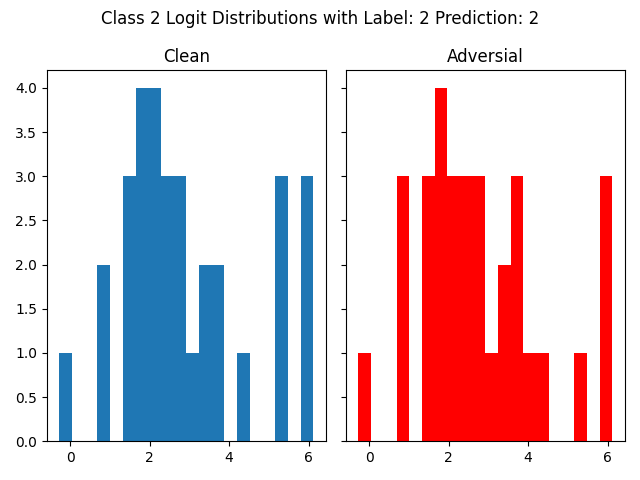 Class 2 Logit Distributions with Label: 2 Prediction: 2
Clean
Adversial
4.0
3.5
3.0
2.5
2.0
1.5
1.0
0.5
0.0
0 2 4 6
0 2 4 6